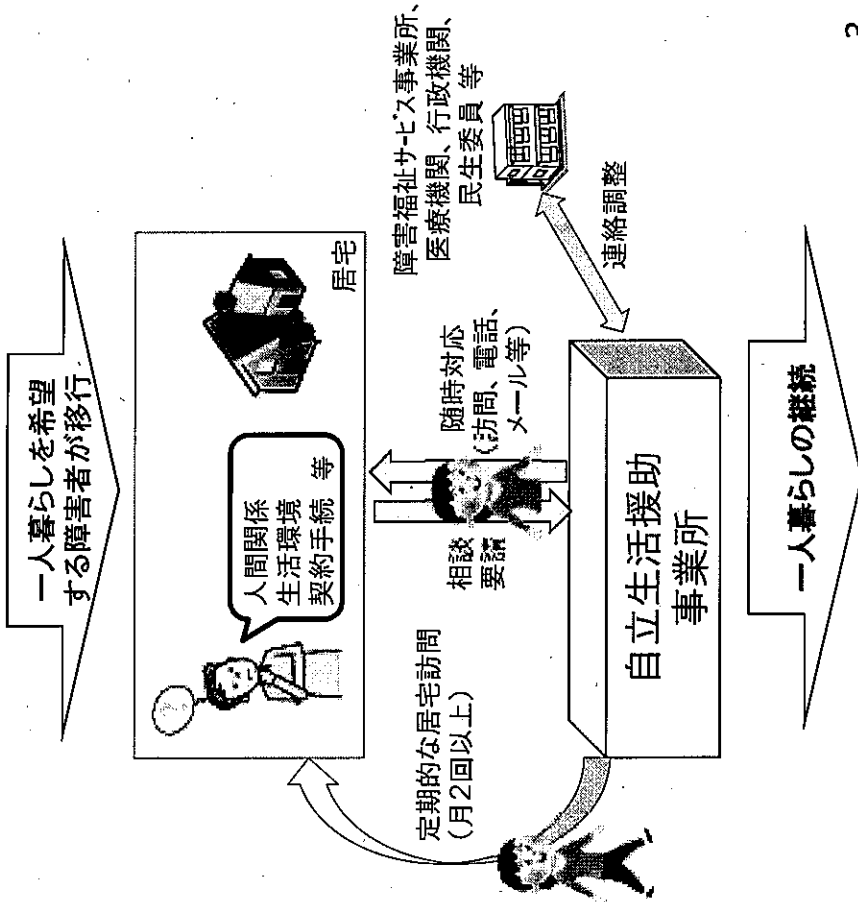 一人暮らしを希望
する障害者が移行
人間関係
生活環境
契約手続 等
居宅
定期的な居宅訪問
(月2回以上)
相談
要請
随時対応
(訪問、電話、
メール等)
障害福祉サービス事業所、
医療機関、行政機関、
民生委員 等
連絡調整
自立生活援助
事業所
一人暮らしの継続